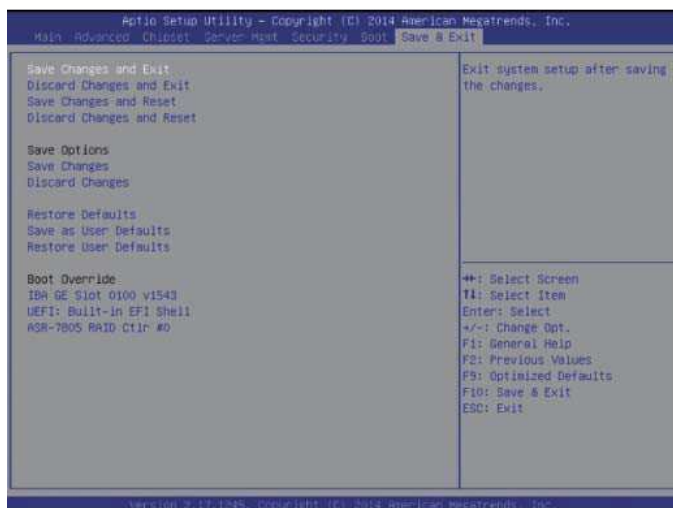 Aptio Setup Utility – Copyright (C) 2014 American Megatrends, Inc.
Main Advanced Chipset Server Mgmt Security Boot Save & Exit
Save Changes and Exit
Discard Changes and Exit
Save Changes and Reset
Discard Changes and Reset
Save Options
Save Changes
Discard Changes
Restore Defaults
Save as User Defaults
Restore User Defaults
Boot Override
IBA GE Slot 0100 v1543
UEFI: Built-in EFI Shell
ASR-7805 RAID Ctlr #0
Exit system setup after saving
the changes.
→←: Select Screen
↑↓: Select Item
Enter: Select
+/-: Change Opt.
F1: General Help
F2: Previous Values
F9: Optimized Defaults
F10: Save & Exit
ESC: Exit
Version 2.17.1245. Copyright (C) 2014 American Megatrends, Inc.